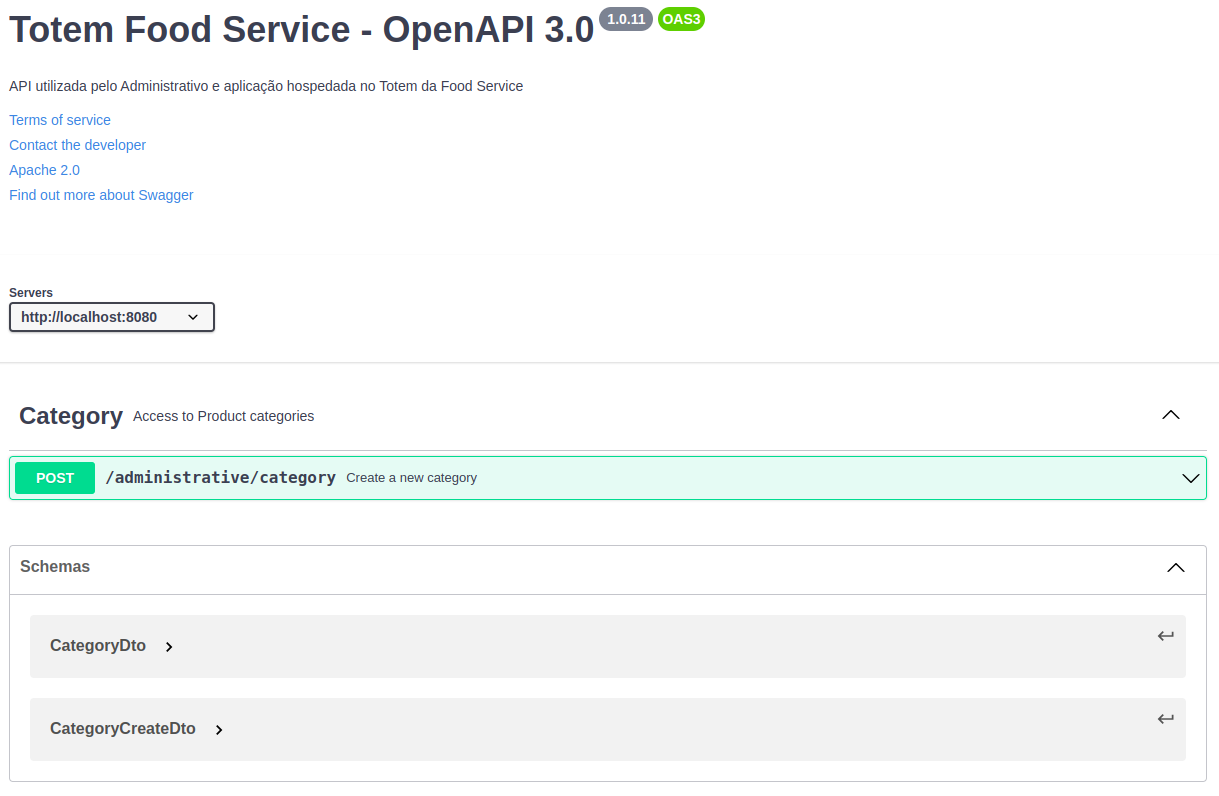 Totem Food Service - OpenAPI 3.0 1.0.11 OAS3
API utilizada pelo Administrativo e aplicação hospedada no Totem da Food Service
Terms of service
Contact the developer
Apache 2.0
Find out more about Swagger
Servers
http://localhost:8080
Category Access to Product categories
POST /administrative/category Create a new category
Schemas
CategoryDto
CategoryCreateDto